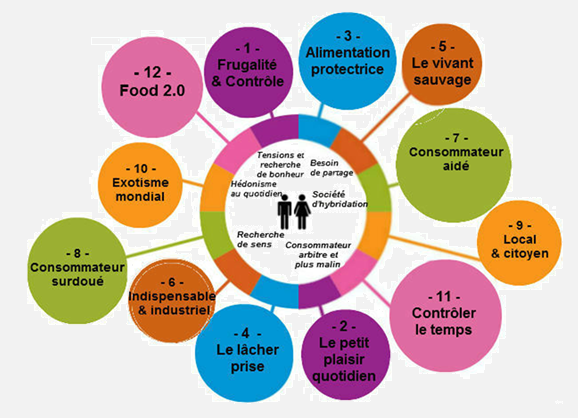 - 1 -
Frugalité
& Contrôle
- 3 -
Alimentation
protectrice
- 5 -
Le vivant
sauvage
- 12 -
Food 2.0
- 7 -
Consommateur
aidé
- 10 -
Exotisme
mondial
Tensions et
recherche
de bonheur
Besoin
de partage
Hédonisme
au quotidien
Société
d'hybridation
Recherche
de sens
Consommateur
arbitre et
plus malin
- 9 -
Local
& citoyen
- 8 -
Consommateur
surdoué
- 6 -
Indispensable
& industriel
- 11 -
Contrôler
le temps
- 4 -
Le lâcher
prise
- 2 -
Le petit
plaisir
quotidien